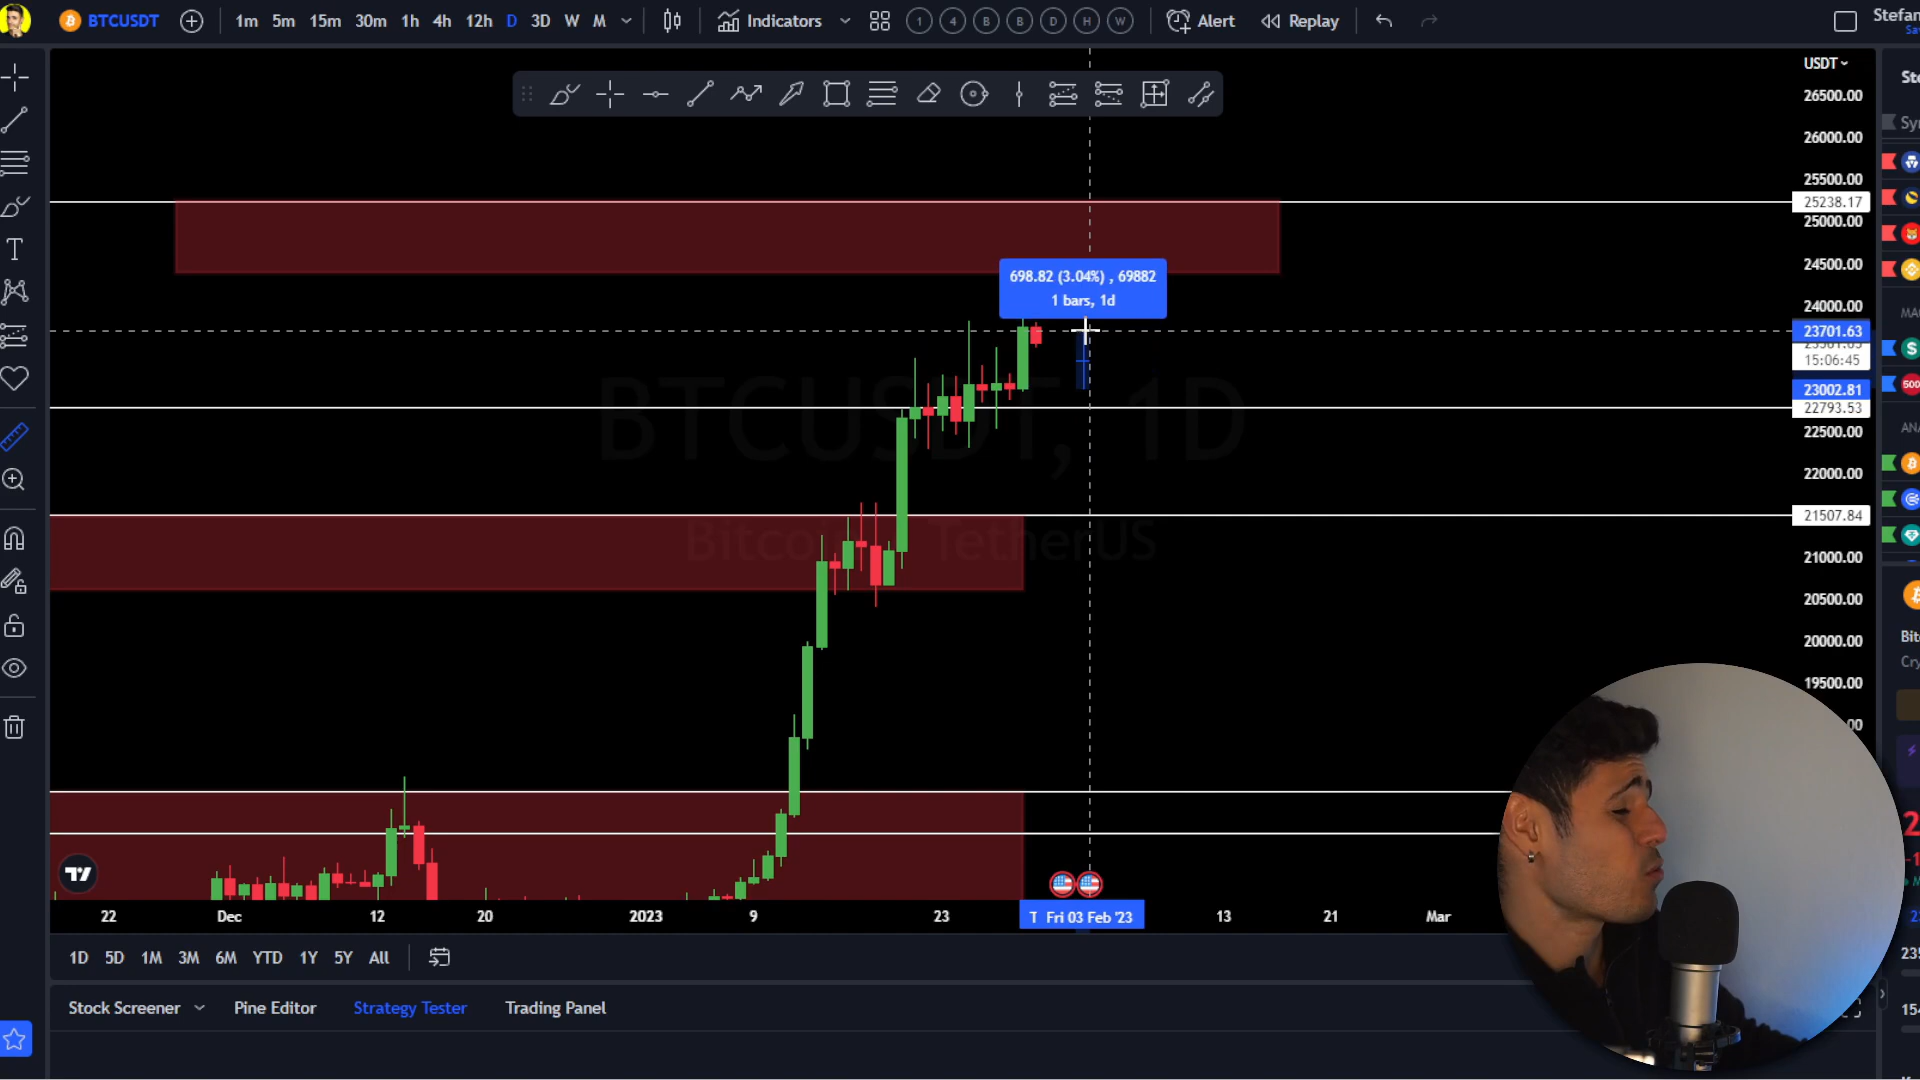 BTCUSDT
1m 5m 15m 30m 1h 4h 12h D 3D W M
Indicators
1 4 B B D H W
Alert
Replay
Stefan
USDT
26500.00
26000.00
25500.00
25238.17
25000.00
24500.00
24000.00
23701.63
15:06:45
23002.81
22793.53
22500.00
22000.00
21507.84
21000.00
20500.00
20000.00
19500.00
698.82 (3.04%) , 69882
1 bars, 1d
BTCUSDT, 1D
TetherUS
22 Dec 12 20 2023 9 23 T Fri 03 Feb '23 13 21 Mar
1D 5D 1M 3M 6M YTD 1Y 5Y All
Stock Screener Pine Editor Strategy Tester Trading Panel
T
500